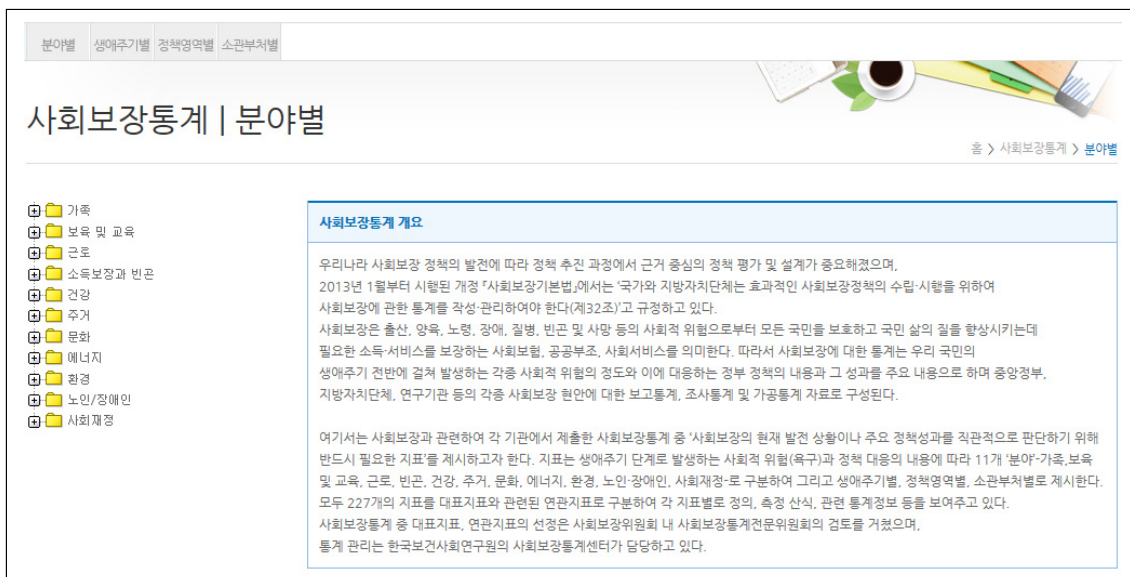 분야별 생애주기별 정책영역별 소관부처별
사회보장통계 | 분야별
홈 > 사회보장통계 > 분야별
가족
보육 및 교육
근로
소득보장과 빈곤
건강
주거
문화
에너지
환경
노인/장애인
사회재정
사회보장통계 개요
우리나라 사회보장 정책의 발전에 따라 정책 추진 과정에서 근거 중심의 정책 평가 및 설계가 중요해졌으며,
2013년 1월부터 시행된 개정 「사회보장기본법」에서는 '국가와 지방자치단체는 효과적인 사회보장정책의 수립·시행을 위하여
사회보장에 관한 통계를 작성·관리하여야 한다(제32조)'고 규정하고 있다.
사회보장은 출산, 양육, 노령, 장애, 질병, 빈곤 및 사망 등의 사회적 위험으로부터 모든 국민을 보호하고 국민 삶의 질을 향상시키는데
필요한 소득·서비스를 보장하는 사회보험, 공공부조, 사회서비스를 의미한다. 따라서 사회보장에 대한 통계는 우리 국민의
생애주기 전반에 걸쳐 발생하는 각종 사회적 위험의 정도와 이에 대응하는 정부 정책의 내용과 그 성과를 주요 내용으로 하며 중앙정부,
지방자치단체, 연구기관 등의 각종 사회보장 현안에 대한 보고통계, 조사통계 및 가공통계 자료로 구성된다.
여기서는 사회보장과 관련하여 각 기관에서 제출한 사회보장통계 중 '사회보장의 현재 발전 상황이나 주요 정책성과를 직관적으로 판단하기 위해
반드시 필요한 지표'를 제시하고자 한다. 지표는 생애주기 단계로 발생하는 사회적 위험(욕구)과 정책 대응의 내용에 따라 11개 '분야'-가족,보육
및 교육, 근로, 빈곤, 건강, 주거, 문화, 에너지, 환경, 노인·장애인, 사회재정-로 구분하여 그리고 생애주기별, 정책영역별, 소관부처별로 제시한다.
모두 227개의 지표를 대표지표와 관련된 연관지표로 구분하여 각 지표별로 정의, 측정 산식, 관련 통계정보 등을 보여주고 있다.
사회보장통계 중 대표지표, 연관지표의 선정은 사회보장위원회 내 사회보장통계전문위원회의 검토를 거쳤으며,
통계 관리는 한국보건사회연구원의 사회보장통계센터가 담당하고 있다.